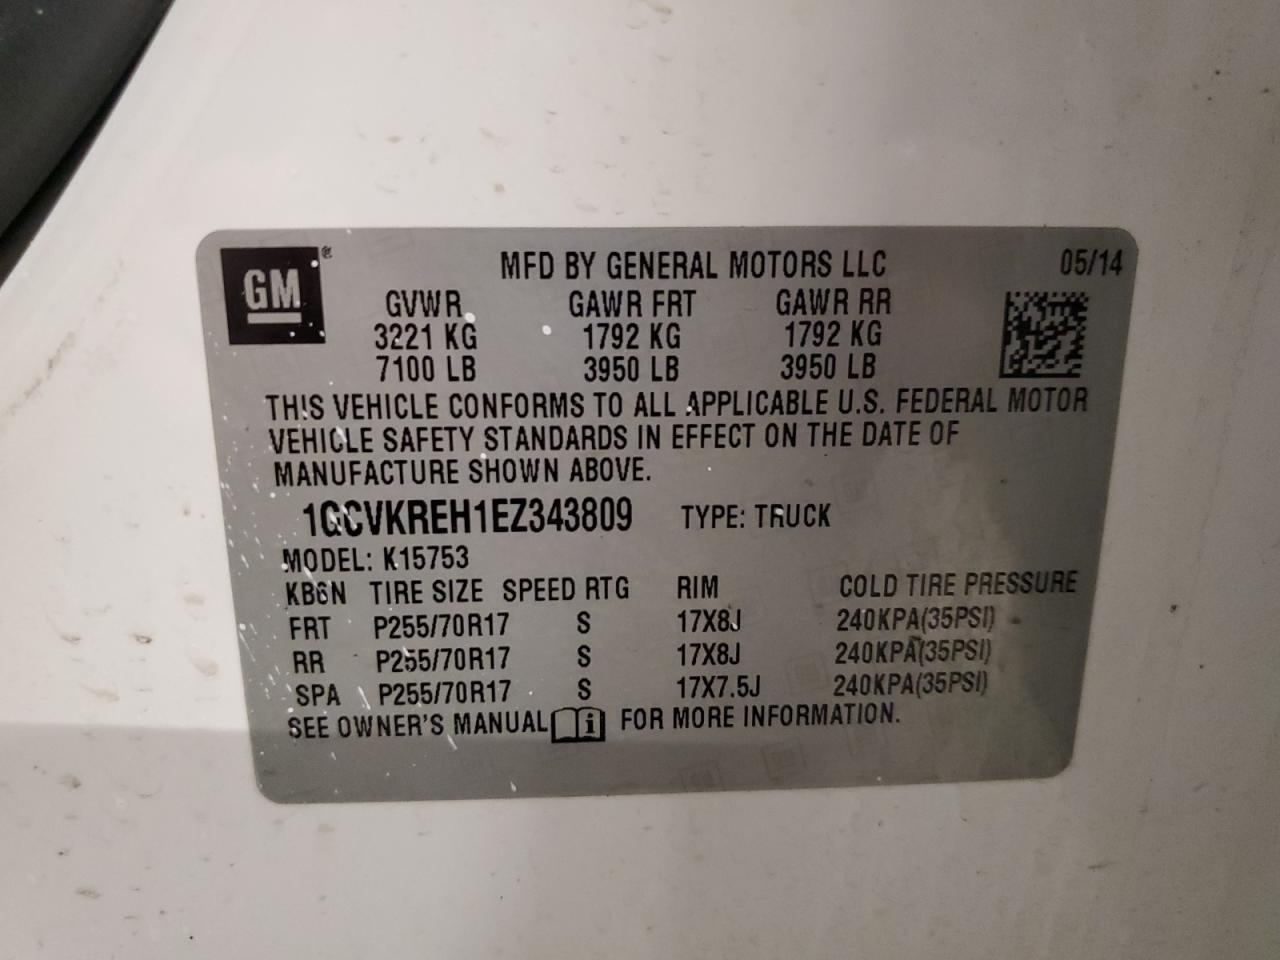 GM ® MFD BY GENERAL MOTORS LLC 05/14
GVWR GAWR FRT GAWR RR
3221 KG 1792 KG 1792 KG
7100 LB 3950 LB 3950 LB
THIS VEHICLE CONFORMS TO ALL APPLICABLE U.S. FEDERAL MOTOR
VEHICLE SAFETY STANDARDS IN EFFECT ON THE DATE OF
MANUFACTURE SHOWN ABOVE.
1GCVKREH1EZ343809 TYPE: TRUCK
MODEL: K15753
KB6N TIRE SIZE SPEED RTG RIM COLD TIRE PRESSURE
FRT P255/70R17 S 17X8J 240KPA(35PSI)
RR P255/70R17 S 17X8J 240KPA(35PSI)
SPA P255/70R17 S 17X7.5J 240KPA(35PSI)
SEE OWNER'S MANUAL i FOR MORE INFORMATION.